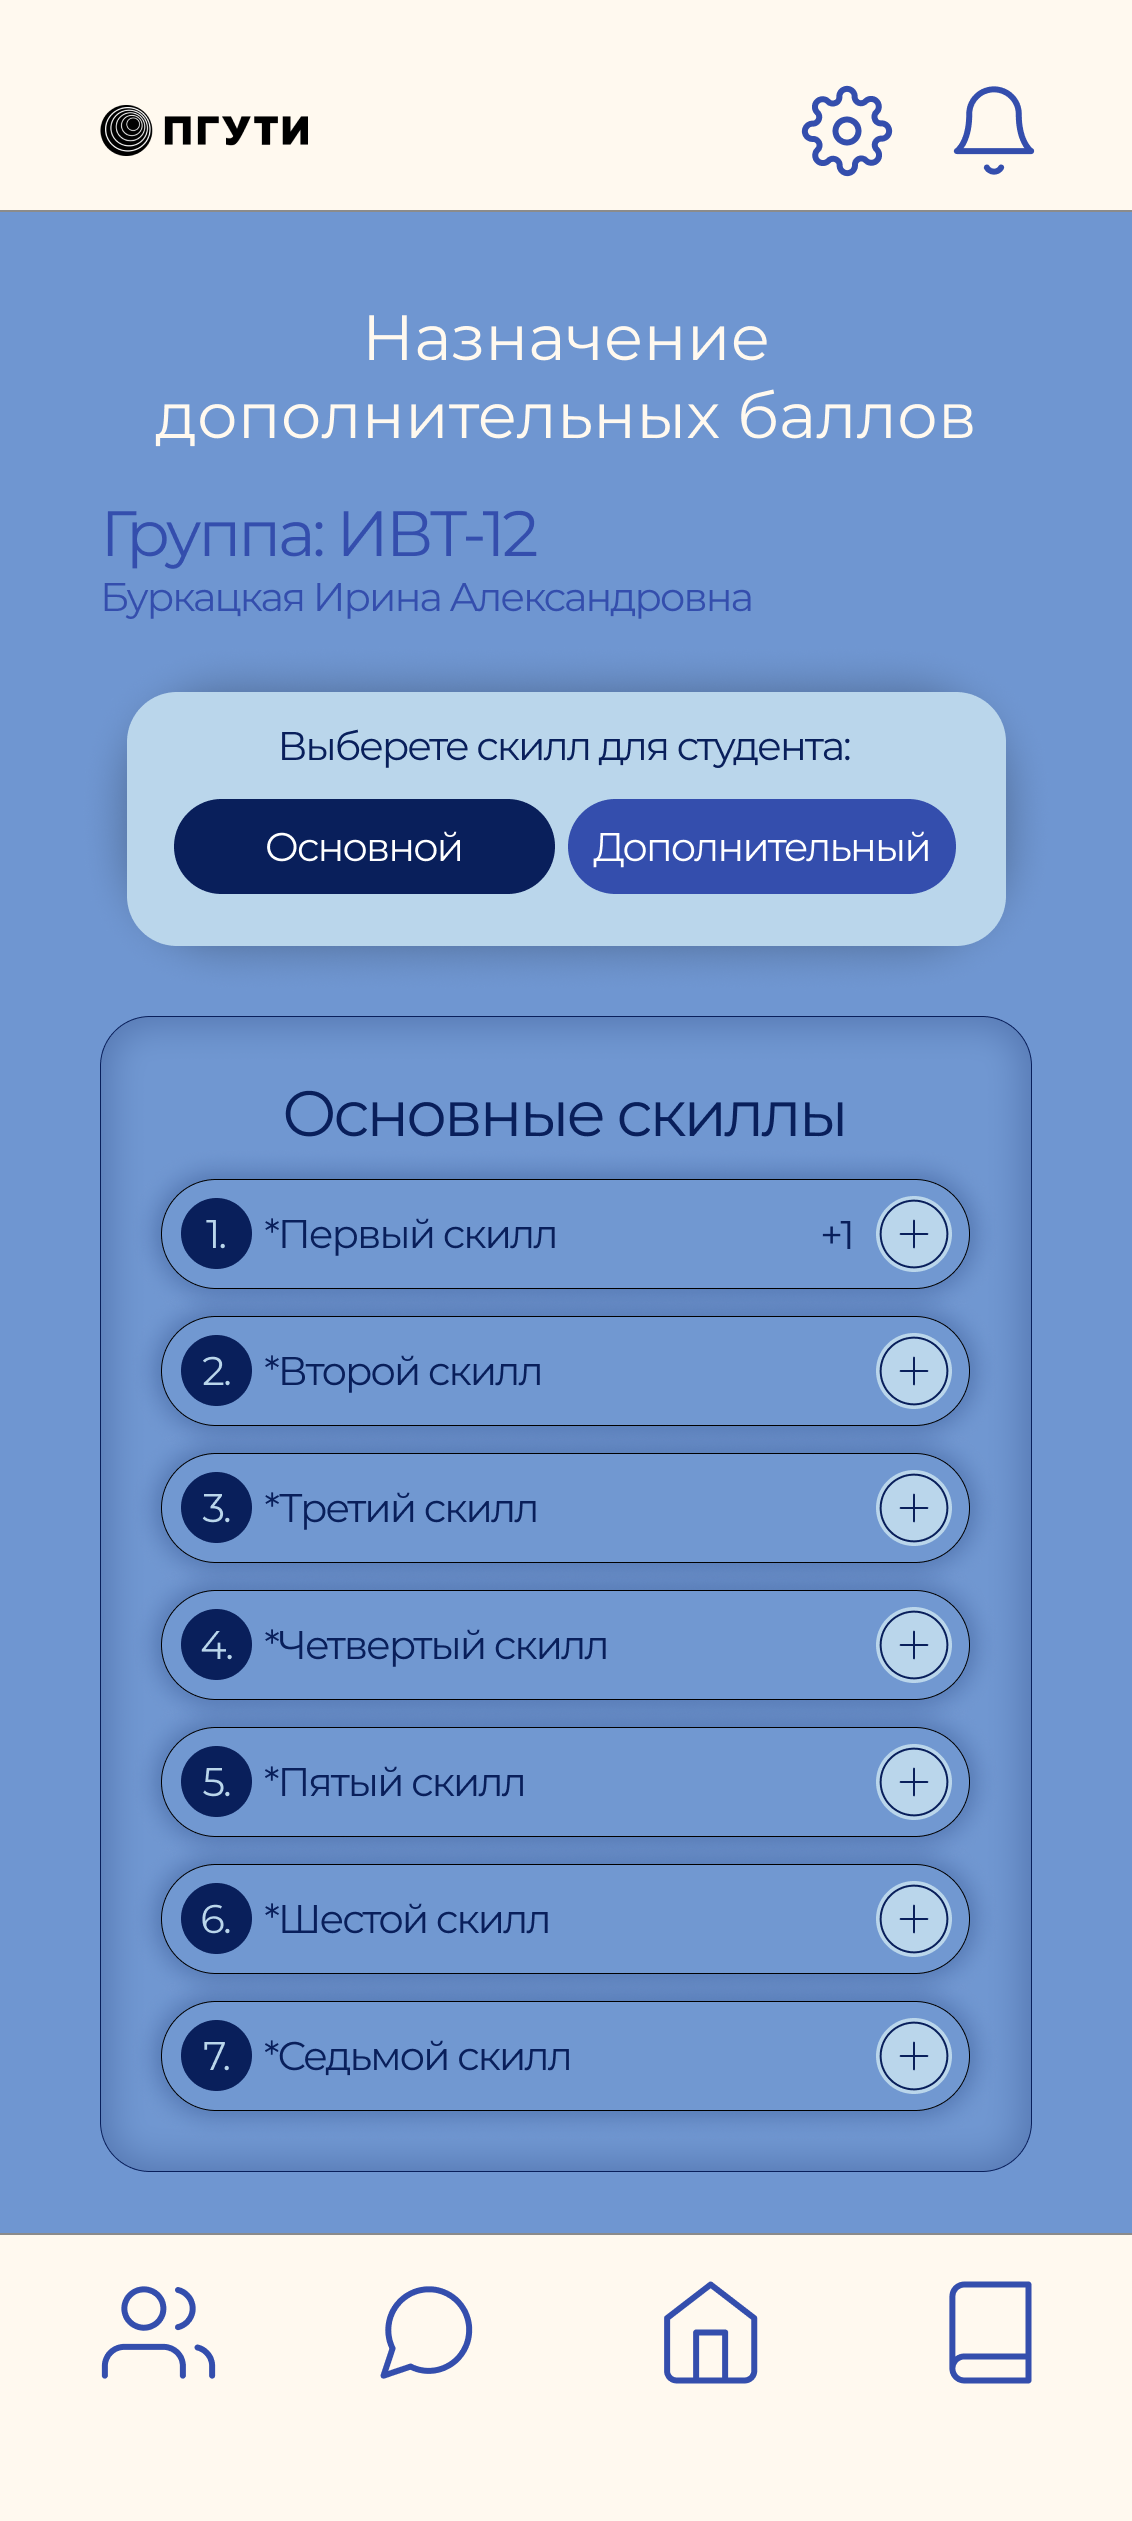 ПГУТИ
Назначение
дополнительных баллов
Группа: ИВТ-12
Буркацкая Ирина Александровна
Выберете скилл для студента:
Основной
Дополнительный
Основные скиллы
1. *Первый скилл +1
2. *Второй скилл
3. *Третий скилл
4. *Четвертый скилл
5. *Пятый скилл
6. *Шестой скилл
7. *Седьмой скилл